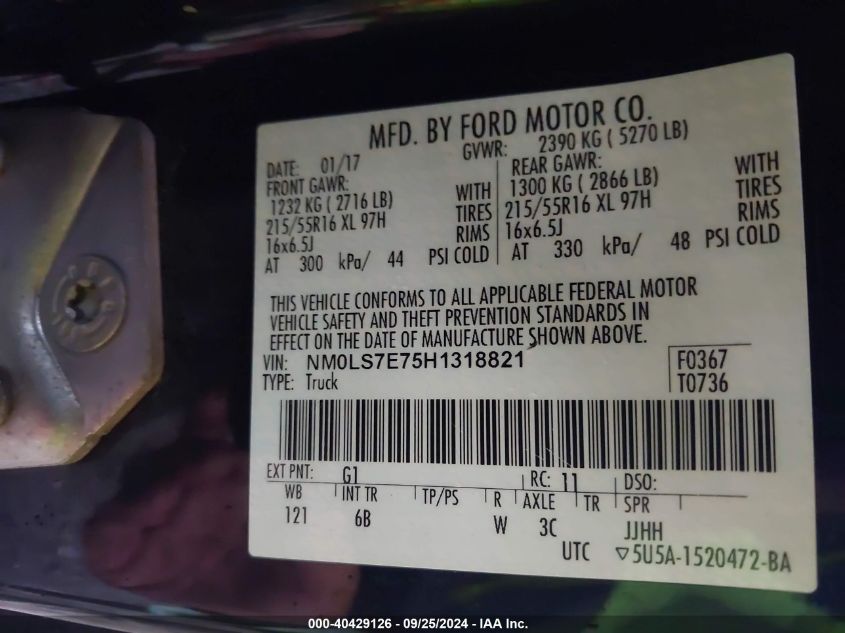 MFD. BY FORD MOTOR CO.
DATE: 01/17 GVWR: 2390 KG ( 5270 LB)
FRONT GAWR: REAR GAWR:
1232 KG ( 2716 LB) WITH 1300 KG ( 2866 LB) WITH
215/55R16 XL 97H TIRES 215/55R16 XL 97H TIRES
16x6.5J RIMS 16x6.5J RIMS
AT 300 kPa/ 44 PSI COLD AT 330 kPa/ 48 PSI COLD
THIS VEHICLE CONFORMS TO ALL APPLICABLE FEDERAL MOTOR
VEHICLE SAFETY AND THEFT PREVENTION STANDARDS IN
EFFECT ON THE DATE OF MANUFACTURE SHOWN ABOVE.
VIN: NM0LS7E75H1318821 F0367
TYPE: Truck T0736
EXT PNT: G1 RC: 11 DSO:
WB INT TR TP/PS R AXLE TR SPR
121 6B W 3C JJHH
UTC ▽5U5A-1520472-BA
000-40429126 - 09/25/2024 - IAA Inc.